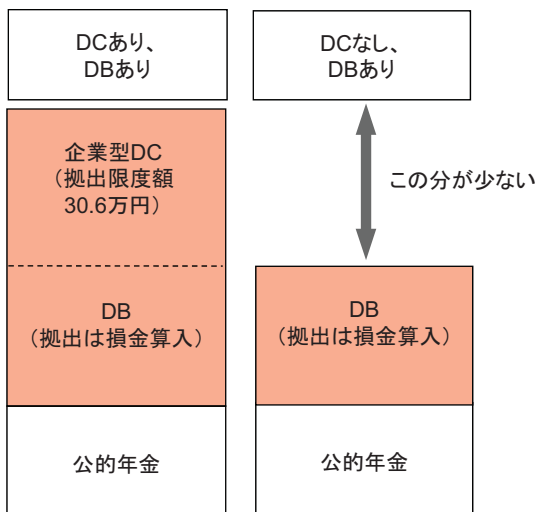 DCあり、
DBあり
企業型DC
（拠出限度額
30.6万円）
DB
（拠出は損金算入）
公的年金
DCなし、
DBあり
この分が少ない
DB
（拠出は損金算入）
公的年金